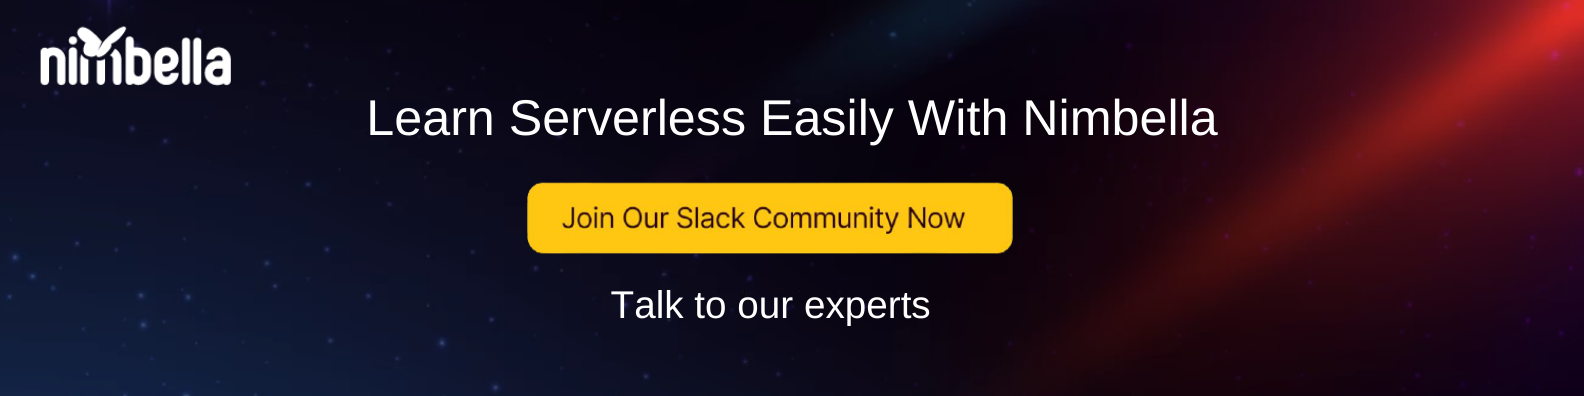 nimbella
Learn Serverless Easily With Nimbella
Join Our Slack Community Now
Talk to our experts